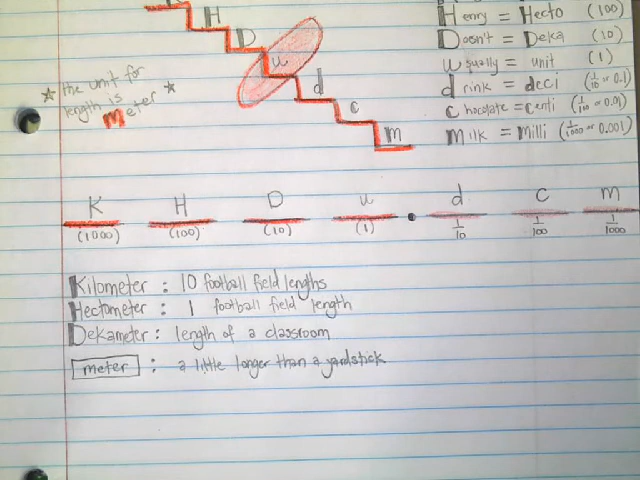 K
H
D
u
d
c
m
☆ the unit for ☆
length is
meter
Henry = Hecto (100)
Doesn't = Deka (10)
usually = unit (1)
drink = deci (1/10 or 0.1)
chocolate = centi (1/100 or 0.01)
milk = Milli (1/1000 or 0.001)
K H D u . d c m
(1000) (100) (10) (1) 1/10 1/100 1/1000
Kilometer : 10 football field lengths
Hectometer : 1 football field length
Dekameter : length of a classroom
meter : a little longer than a yardstick